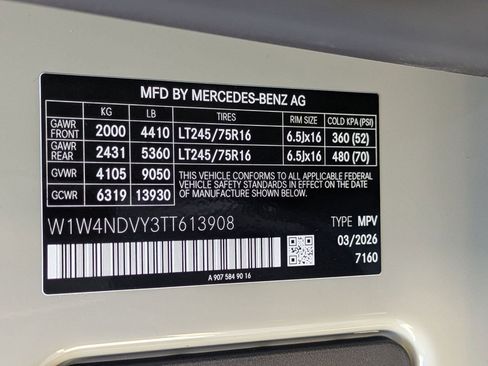 MFD BY MERCEDES-BENZ AG
KG LB TIRES RIM SIZE COLD KPA (PSI)
GAWR FRONT 2000 4410 LT245/75R16 6.5Jx16 360 (52)
GAWR REAR 2431 5360 LT245/75R16 6.5Jx16 480 (70)
GVWR 4105 9050 THIS VEHICLE CONFORMS TO ALL APPLICABLE
FEDERAL MOTOR VEHICLE SAFETY STANDARDS
IN EFFECT ON THE DATE OF
GCWR 6319 13930 MANUFACTURE SHOWN BELOW.
W1W4NDVY3TT613908 TYPE MPV
03/2026
7160
A 907 584 90 16